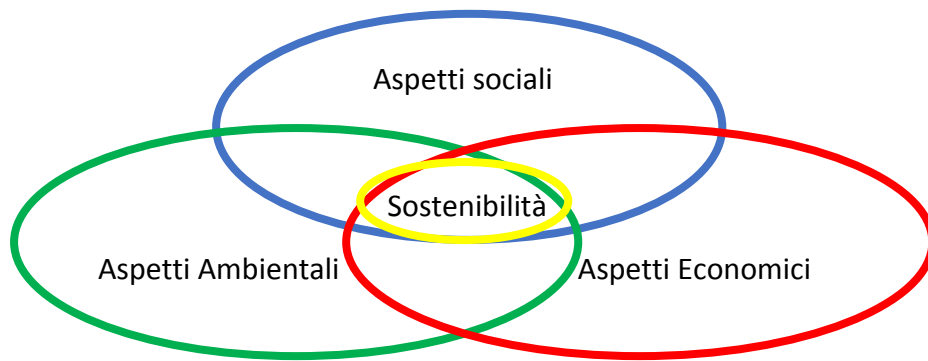 Aspetti sociali
Sostenibilità
Aspetti Ambientali
Aspetti Economici